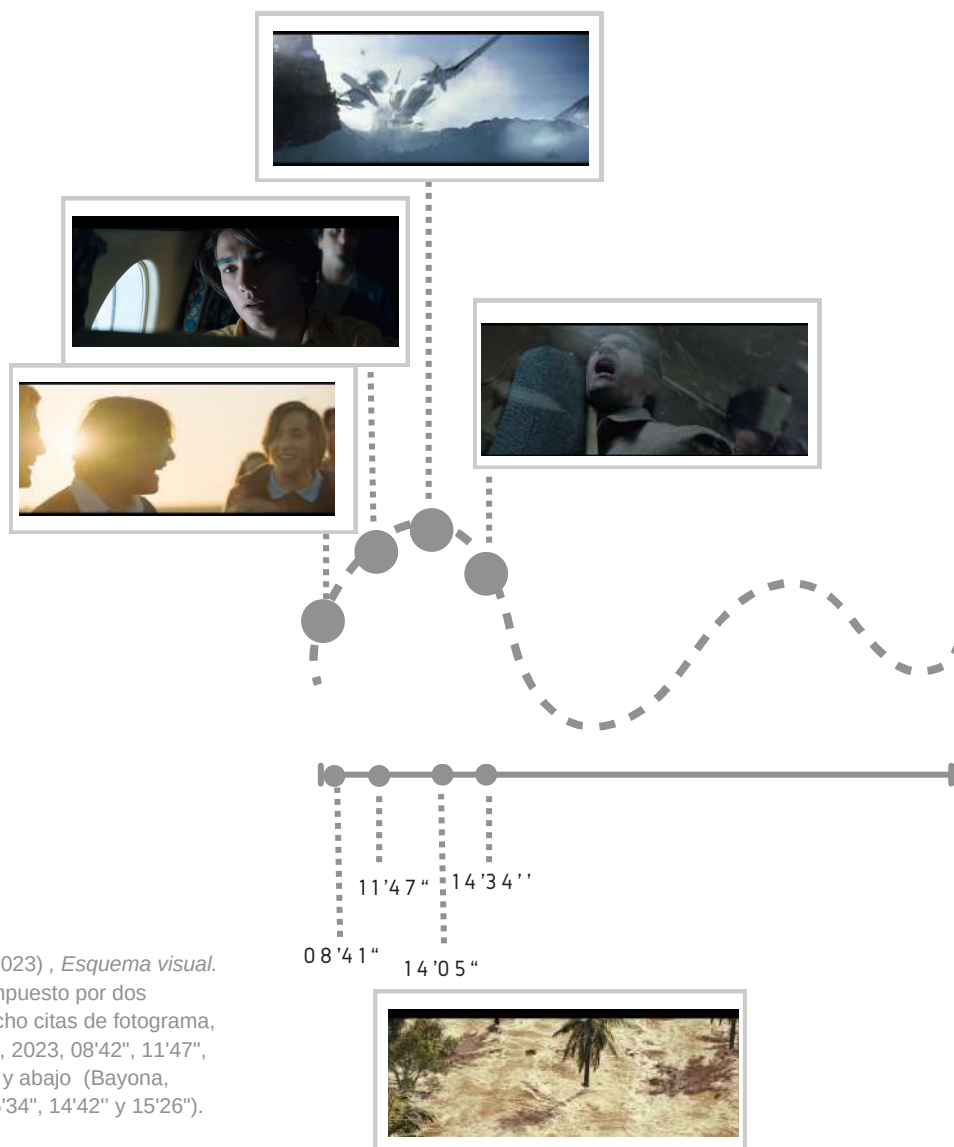 11'47“
14'34’’
08'41“
14'05“
023) , Esquema visual.
mpuesto por dos
cho citas de fotograma,
, 2023, 08'42", 11'47",
y abajo (Bayona,
'34", 14'42’’ y 15'26").